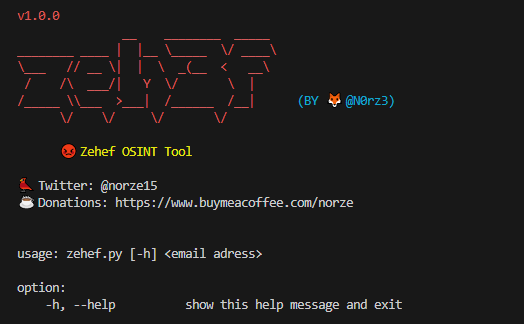 v1.0.0
(BY 🦊 @N0rz3)
😡 Zehef OSINT Tool
🐦 Twitter: @norze15
☕ Donations: https://www.buymeacoffee.com/norze
usage: zehef.py [-h] <email adress>
option:
-h, --help show this help message and exit